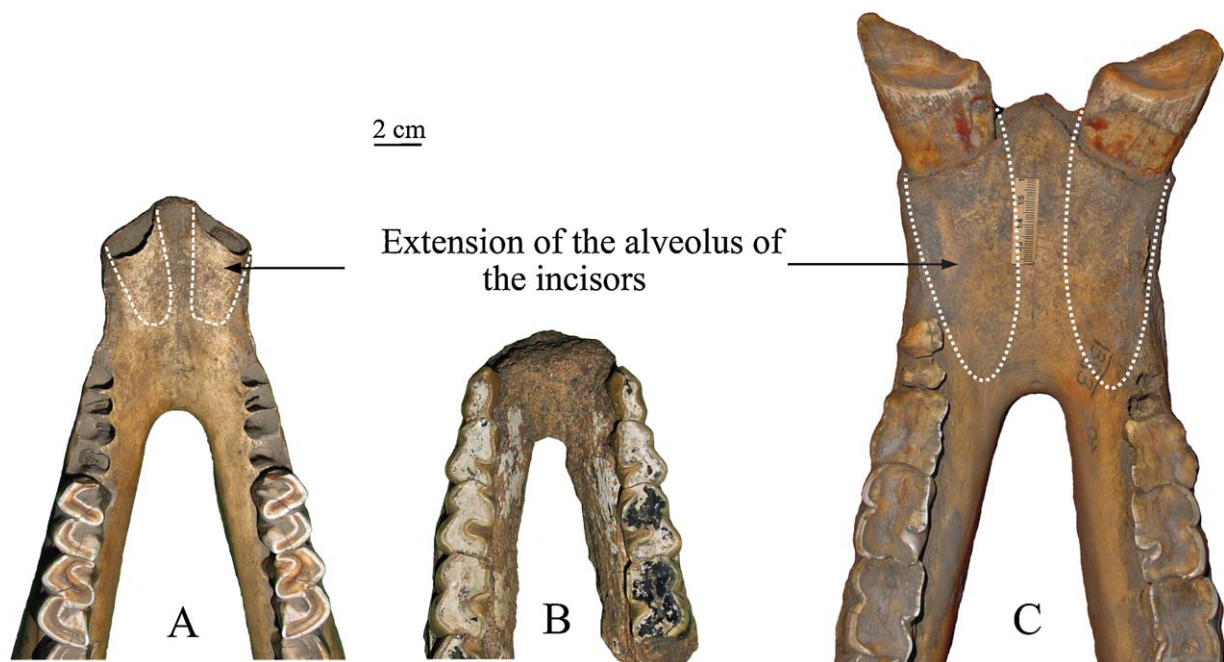 2 cm
Extension of the alveolus of
the incisors
A
B
C